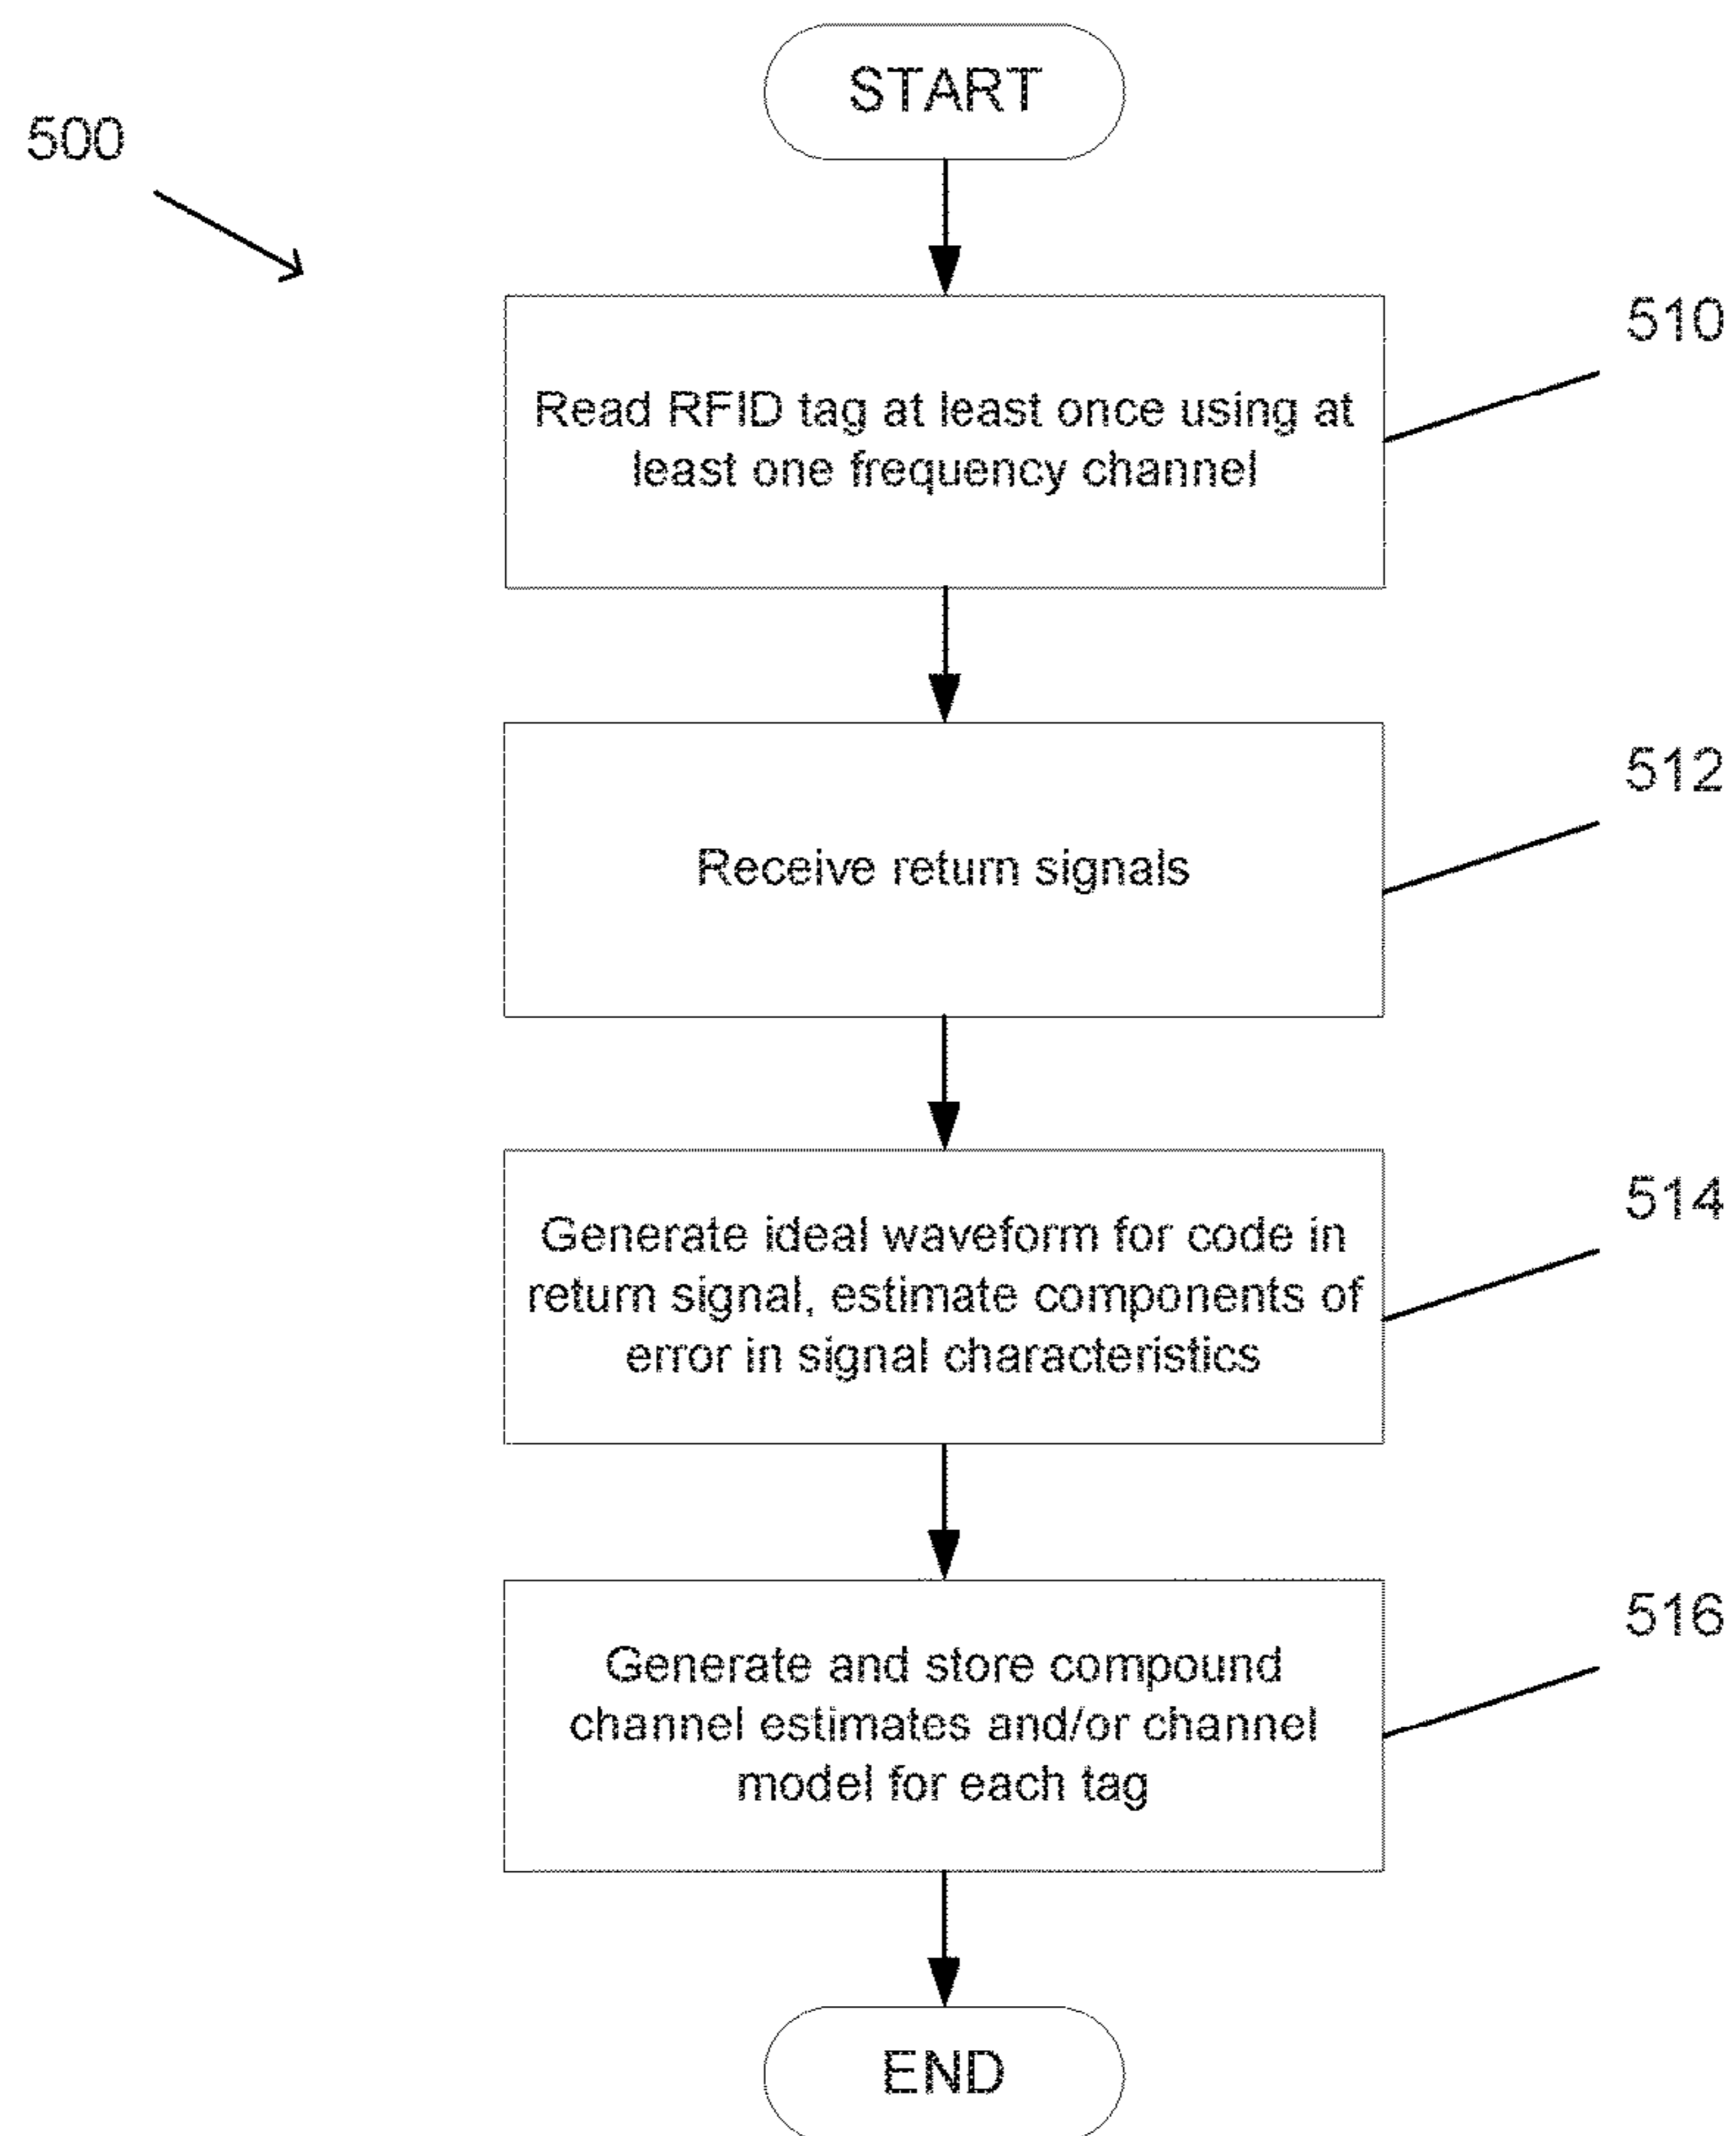 START
500
510
Read RFID tag at least once using at
least one frequency channel
512
Receive return signals
514
Generate ideal waveform for code in
return signal, estimate components of
error in signal characteristics
516
Generate and store compound
channel estimates and/or channel
model for each tag
END